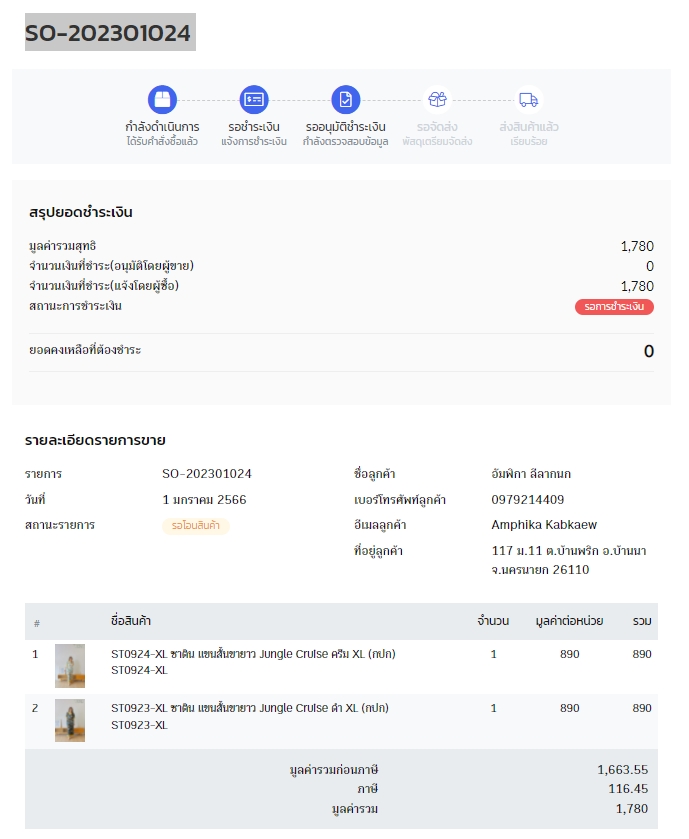 SO-202301024
กำลังดำเนินการ รอชำระเงิน รออนุมัติชำระเงิน รอจัดส่ง ส่งสินค้าแล้ว
ได้รับคำสั่งซื้อแล้ว แจ้งการชำระเงิน กำลังตรวจสอบข้อมูล พัสดุเตรียมจัดส่ง เรียบร้อย
สรุปยอดชำระเงิน
มูลค่ารวมสุทธิ 1,780
จำนวนเงินที่ชำระ(อนุมัติโดยผู้ขาย) 0
จำนวนเงินที่ชำระ(แจ้งโดยผู้ซื้อ) 1,780
สถานะการชำระเงิน รอการชำระเงิน
ยอดคงเหลือที่ต้องชำระ 0
รายละเอียดรายการขาย
รายการ SO-202301024 ชื่อลูกค้า อัมพิกา ลีลากนก
วันที่ 1 มกราคม 2566 เบอร์โทรศัพท์ลูกค้า 0979214409
สถานะรายการ รอโอนสินค้า อีเมลลูกค้า Amphika Kabkaew
ที่อยู่ลูกค้า 117 ม.11 ต.บ้านพริก อ.บ้านนา
จ.นครนายก 26110
# ชื่อสินค้า จำนวน มูลค่าต่อหน่วย รวม
1 ST0924-XL ซาติน แขนสั้นขายาว Jungle Cruise ครีม XL (กปก) 1 890 890
ST0924-XL
2 ST0923-XL ซาติน แขนสั้นขายาว Jungle Cruise ดำ XL (กปก) 1 890 890
ST0923-XL
มูลค่ารวมก่อนภาษี 1,663.55
ภาษี 116.45
มูลค่ารวม 1,780